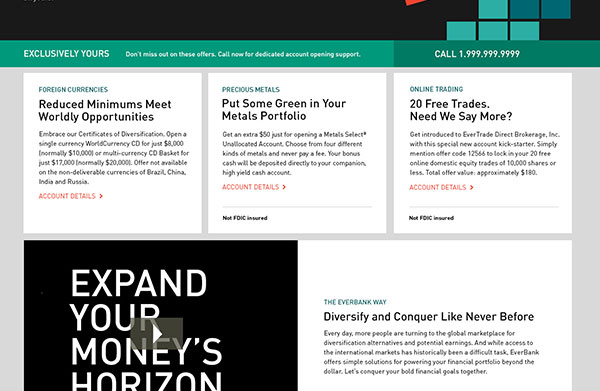 EXCLUSIVELY YOURS
Don't miss out on these offers. Call now for dedicated account opening support.
CALL 1.999.999.9999
FOREIGN CURRENCIES
Reduced Minimums Meet
Worldly Opportunities
Embrace our Certificates of Diversification. Open a
single currency WorldCurrency CD for just $8,000
(normally $10,000) or multi-currency CD Basket for
just $17,000 (normally $20,000). Offer not available
on the non-deliverable currencies of Brazil, China,
India and Russia.
ACCOUNT DETAILS >
PRECIOUS METALS
Put Some Green in Your
Metals Portfolio
Get an extra $50 just for opening a Metals Select®
Unallocated Account. Choose from four different
kinds of metals and never pay a fee. Your bonus
cash will be deposited directly to your companion,
high yield cash account.
ACCOUNT DETAILS >
Not FDIC insured
ONLINE TRADING
20 Free Trades.
Need We Say More?
Get introduced to EverTrade Direct Brokerage, Inc.
with this special new account kick-starter. Simply
mention offer code 12566 to lock in your 20 free
online domestic equity trades of 10,000 shares or
less. Total offer value: approximately $180.
ACCOUNT DETAILS >
Not FDIC insured
EXPAND
YOUR
MONEY'S
HORIZON
THE EVERBANK WAY
Diversify and Conquer Like Never Before
Every day, more people are turning to the global marketplace for
diversification alternatives and potential earnings. And while access to
the international markets has historically been a difficult task, EverBank
offers simple solutions for powering your financial portfolio beyond the
dollar. Let's conquer your bold financial goals together.